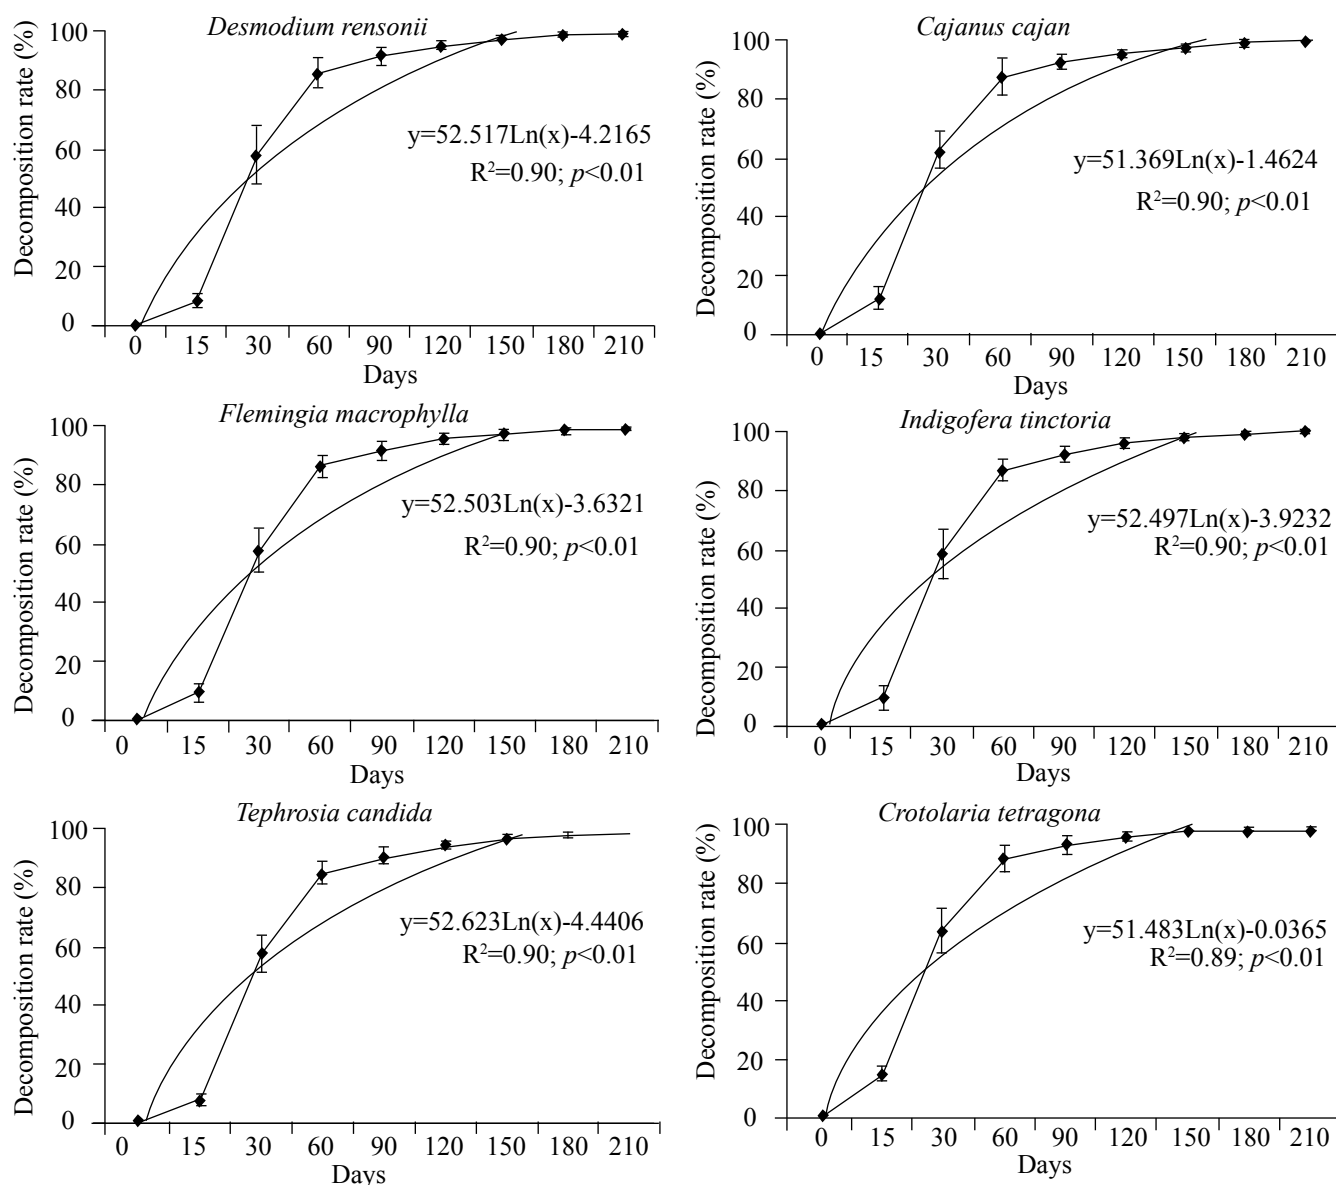 Desmodium rensonii
Decomposition rate (%)
100
80
60
40
20
0
y=52.517Ln(x)-4.2165
R²=0.90; p<0.01
0 15 30 60 90 120 150 180 210
Days
Cajanus cajan
Decomposition rate (%)
100
80
60
40
20
0
y=51.369Ln(x)-1.4624
R²=0.90; p<0.01
0 15 30 60 90 120 150 180 210
Days
Flemingia macrophylla
Decomposition rate (%)
100
80
60
40
20
0
y=52.503Ln(x)-3.6321
R²=0.90; p<0.01
0 15 30 60 90 120 150 180 210
Days
Indigofera tinctoria
Decomposition rate (%)
100
80
60
40
20
0
y=52.497Ln(x)-3.9232
R²=0.90; p<0.01
0 15 30 60 90 120 150 180 210
Days
Tephrosia candida
Decomposition rate (%)
100
80
60
40
20
0
y=52.623Ln(x)-4.4406
R²=0.90; p<0.01
0 15 30 60 90 120 150 180 210
Days
Crotolaria tetragona
Decomposition rate (%)
100
80
60
40
20
0
y=51.483Ln(x)-0.0365
R²=0.89; p<0.01
0 15 30 60 90 120 150 180 210
Days